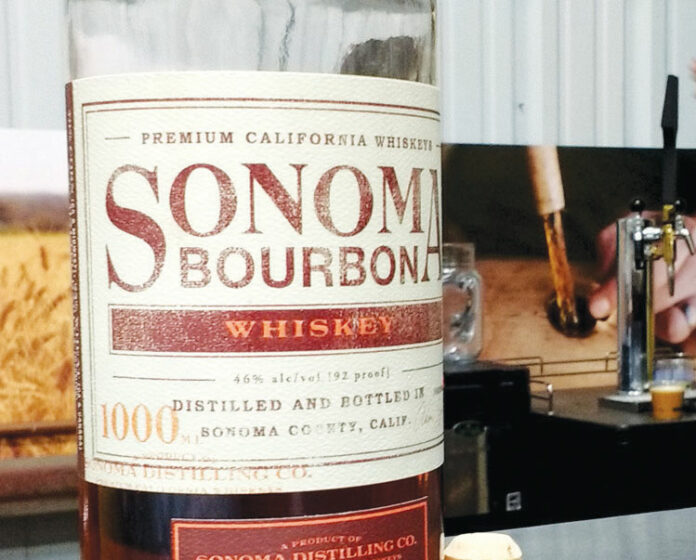 PREMIUM CALIFORNIA WHISKEYS
SONOMA
BOURBON
WHISKEY
46% alc/vol (92 proof)
DISTILLED AND BOTTLED IN
1000 ML
SONOMA COUNTY, CALIF.
SONOMA DISTILLING CO.
A PRODUCT OF
SONOMA DISTILLING CO.